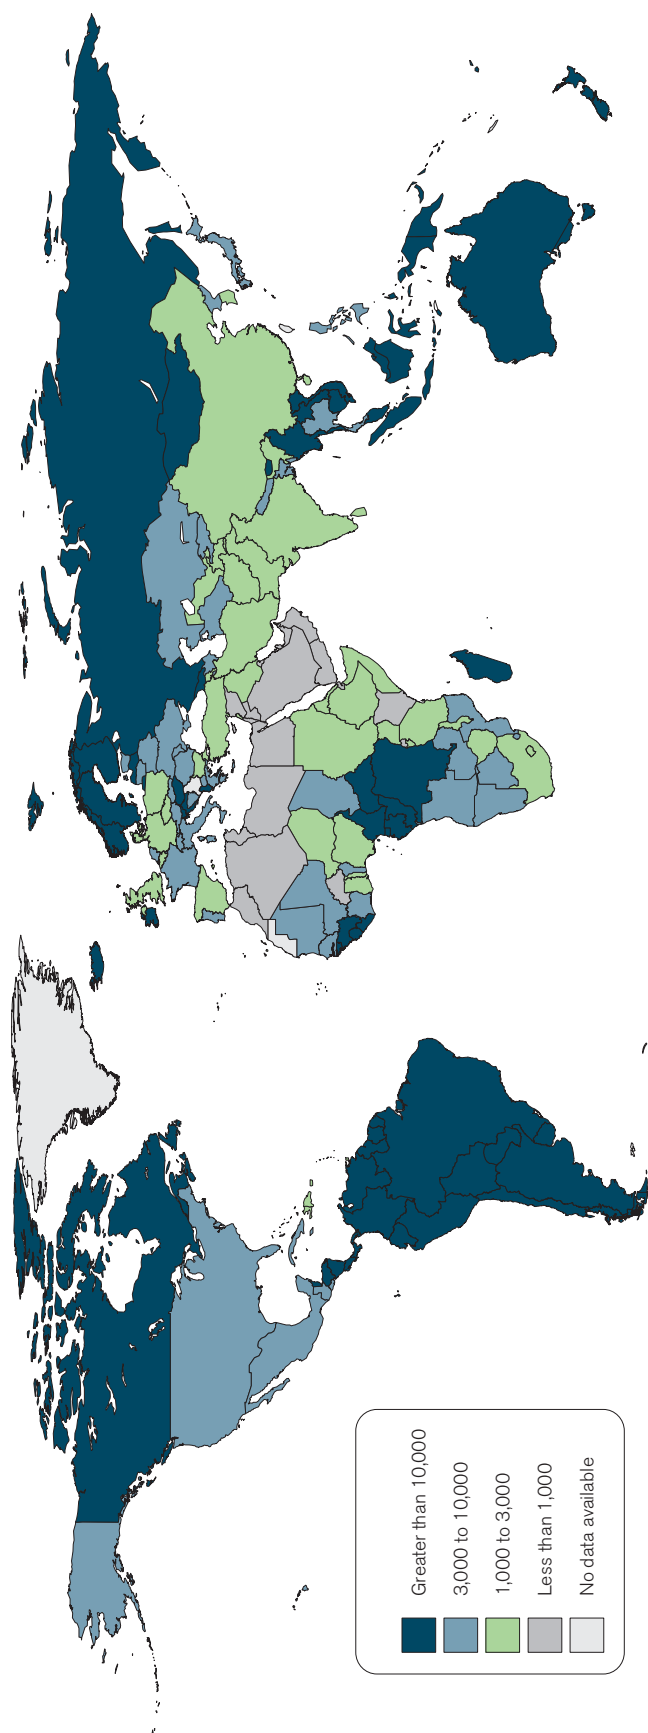 Greater than 10,000
3,000 to 10,000
1,000 to 3,000
Less than 1,000
No data available